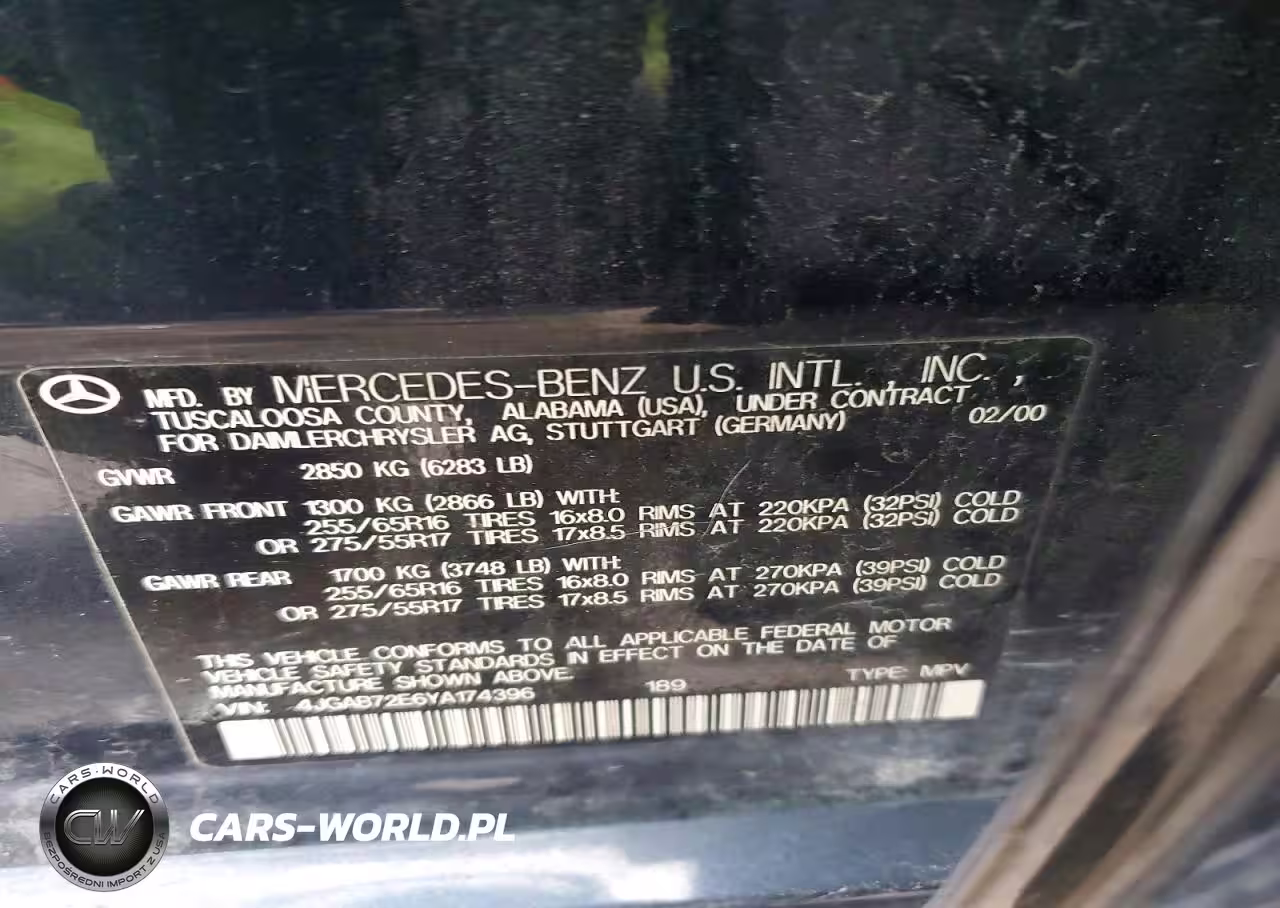 MFD. BY MERCEDES-BENZ U.S. INTL., INC.,
TUSCALOOSA COUNTY, ALABAMA (USA), UNDER CONTRACT
FOR DAIMLERCHRYSLER AG, STUTTGART (GERMANY) 02/00
GVWR 2850 KG (6283 LB)
GAWR FRONT 1300 KG (2866 LB) WITH:
255/65R16 TIRES 16x8.0 RIMS AT 220KPA (32PSI) COLD
OR 275/55R17 TIRES 17x8.5 RIMS AT 220KPA (32PSI) COLD
GAWR REAR 1700 KG (3748 LB) WITH:
255/65R16 TIRES 16x8.0 RIMS AT 270KPA (39PSI) COLD
OR 275/55R17 TIRES 17x8.5 RIMS AT 270KPA (39PSI) COLD
THIS VEHICLE CONFORMS TO ALL APPLICABLE FEDERAL MOTOR
VEHICLE SAFETY STANDARDS IN EFFECT ON THE DATE OF
MANUFACTURE SHOWN ABOVE.
VIN: 4JGAB72E6YA174396 189 TYPE: MPV
CARS-WORLD
CW
BEZPOŚREDNI IMPORT Z USA
CARS-WORLD.PL